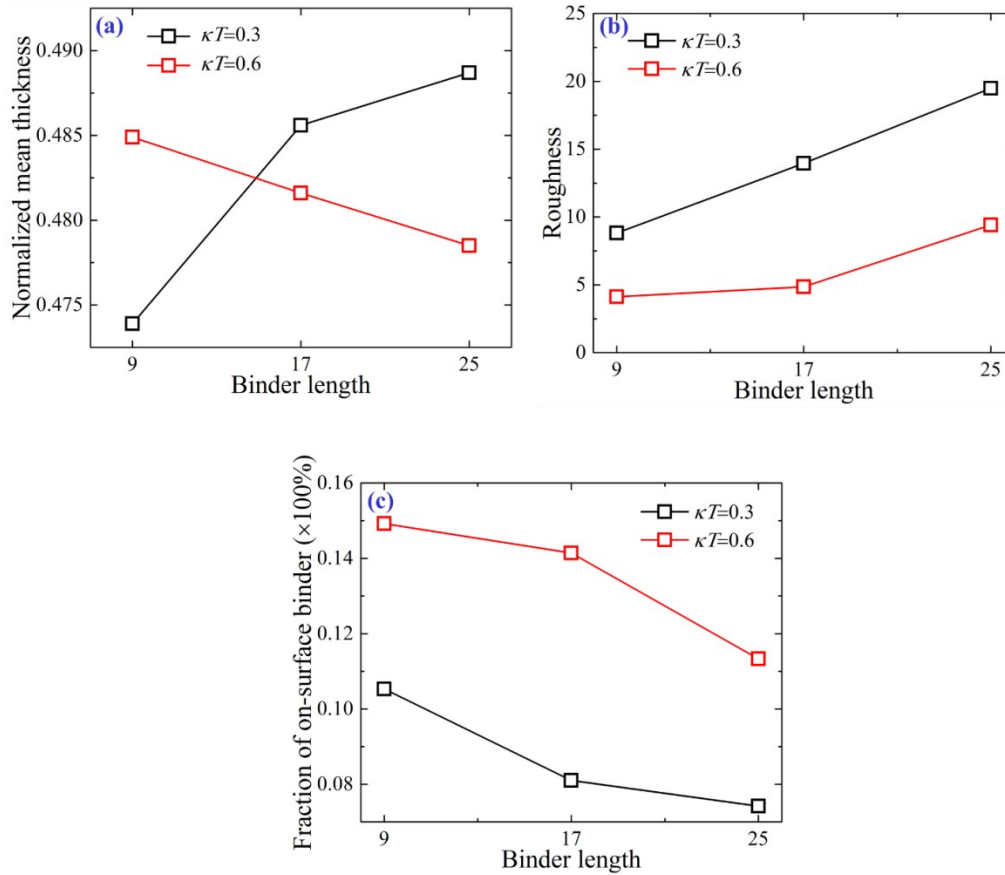 (a)
κT=0.3
κT=0.6
Normalized mean thickness
0.490
0.485
0.480
0.475
9 17 25
Binder length
(b)
κT=0.3
κT=0.6
Roughness
25
20
15
10
5
0
9 17 25
Binder length
(c)
κT=0.3
κT=0.6
Fraction of on-surface binder (×100%)
0.16
0.14
0.12
0.10
0.08
9 17 25
Binder length